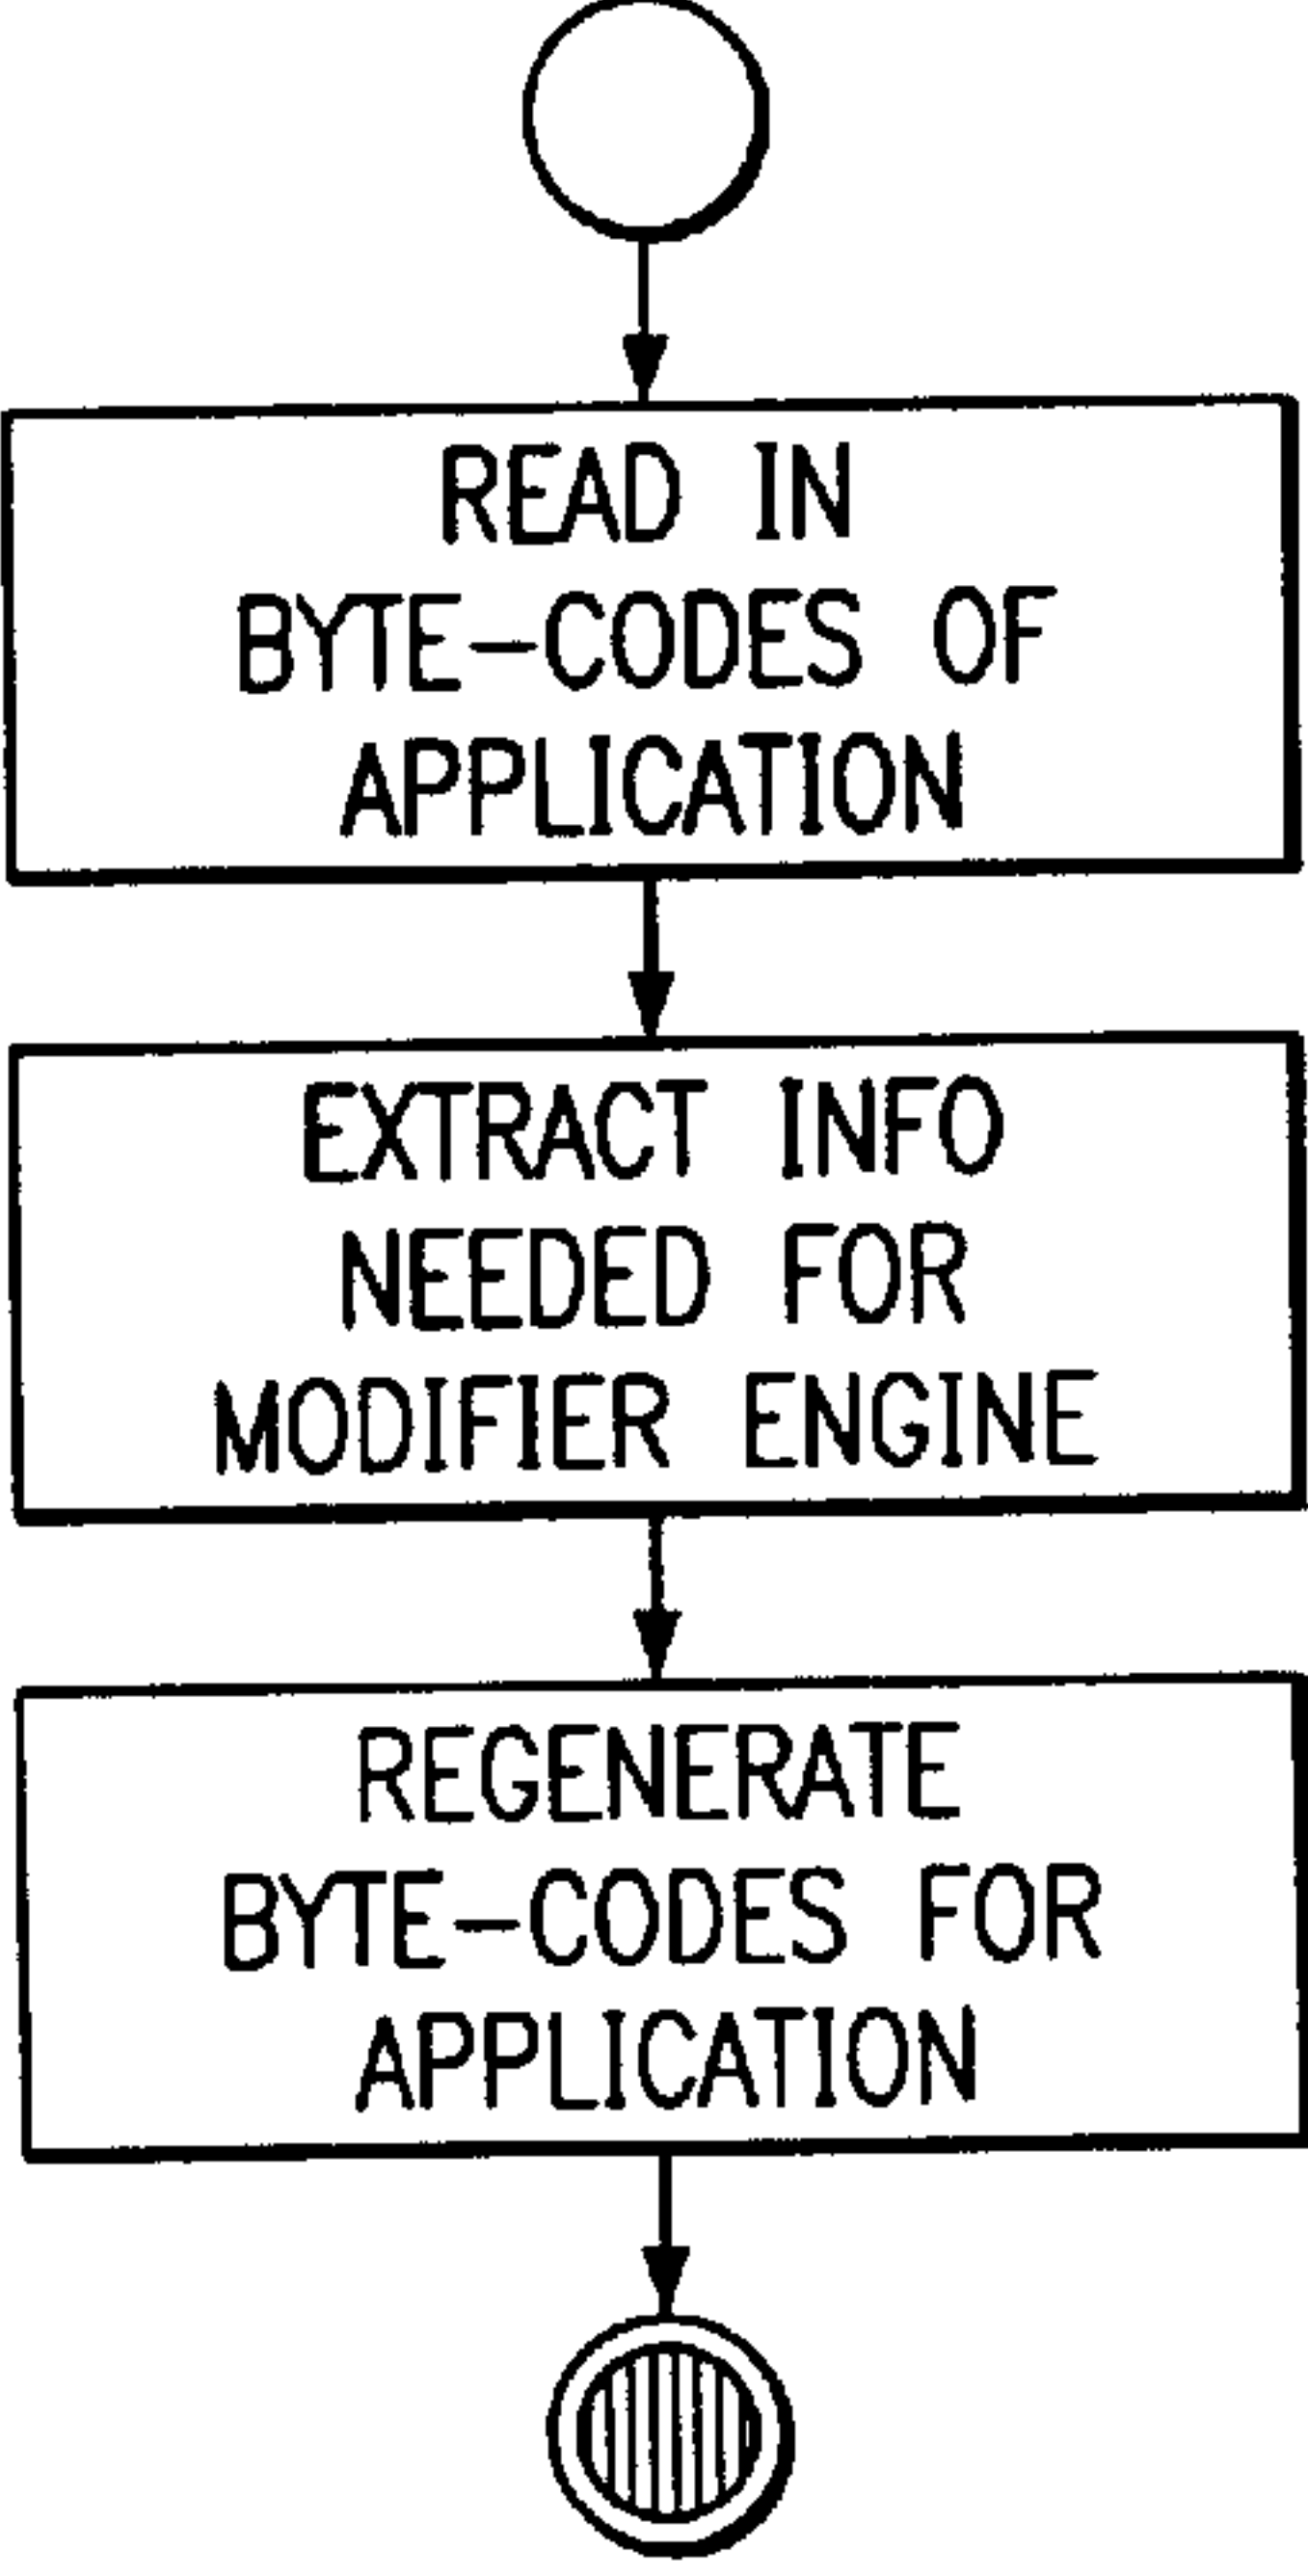 READ IN
BYTE-CODES OF
APPLICATION
EXTRACT INFO
NEEDED FOR
MODIFIER ENGINE
REGENERATE
BYTE-CODES FOR
APPLICATION